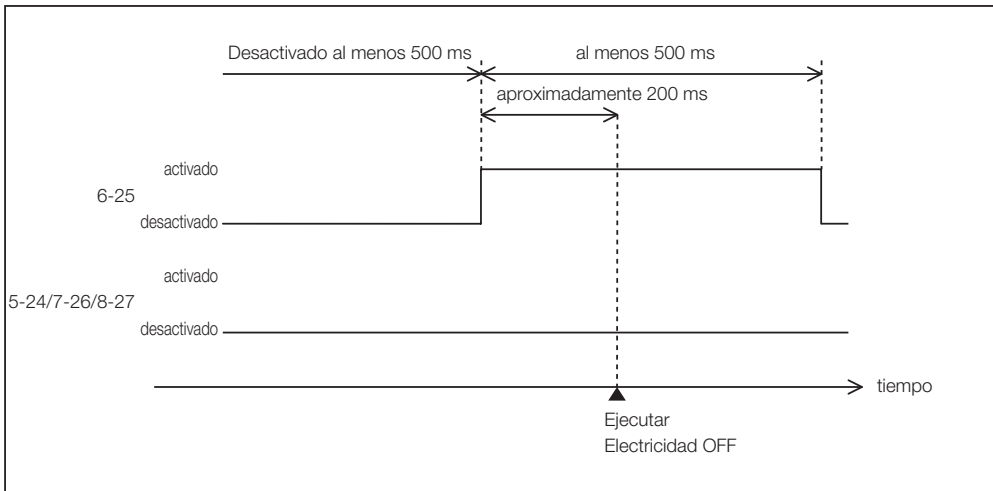 Desactivado al menos 500 ms
al menos 500 ms
aproximadamente 200 ms
activado
6-25
desactivado
activado
5-24/7-26/8-27
desactivado
tiempo
Ejecutar
Electricidad OFF